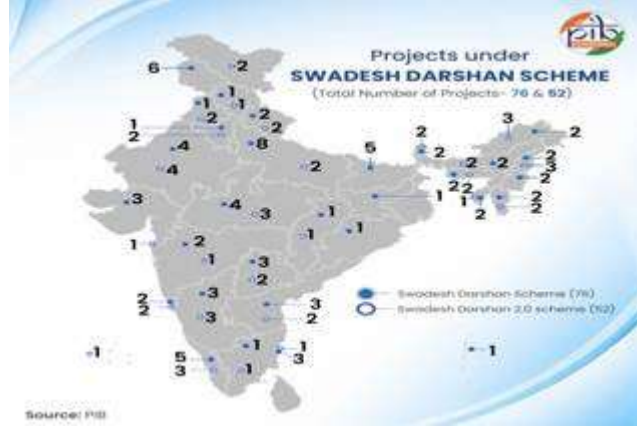 pib
Projects under
SWADESH DARSHAN SCHEME
(Total Number of Projects- 76 & 52)
6 2
1
1 1
2 2 3
1 2 2 2
2
4 8 5 2
4 2 2 2
3
2
2 2
3 4 1 1 2
3 1 2 2
1 1
1 2
1 3
2
3
Swadesh Darshan Scheme (76)
2 3
Swadesh Darshan 2.0 scheme (52)
2 3 2
1 1 1 1
5 3
3 1
Source: PIB